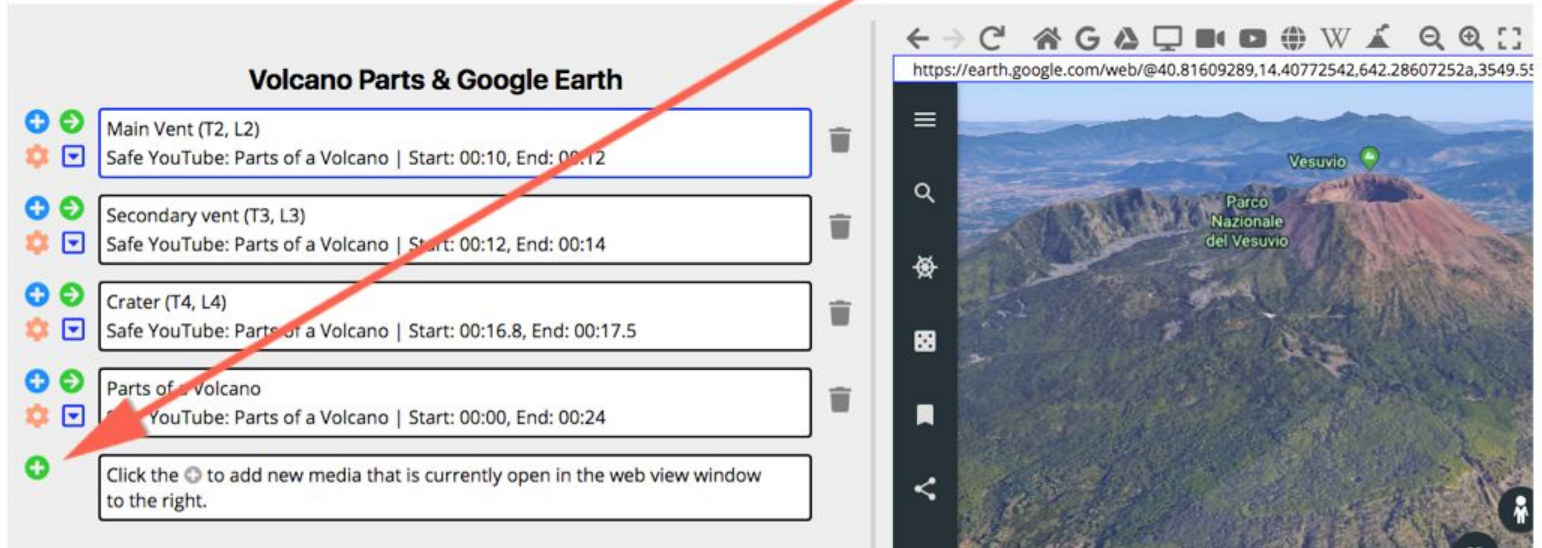 Volcano Parts & Google Earth
Main Vent (T2, L2)
Safe YouTube: Parts of a Volcano | Start: 00:10, End: 00:12
Secondary vent (T3, L3)
Safe YouTube: Parts of a Volcano | Start: 00:12, End: 00:14
Crater (T4, L4)
Safe YouTube: Parts of a Volcano | Start: 00:16.8, End: 00:17.5
Parts of a Volcano
YouTube: Parts of a Volcano | Start: 00:00, End: 00:24
Click the to add new media that is currently open in the web view window
to the right.
G W
https://earth.google.com/web/@40.81609289,14.40772542,642.28607252a,3549.55
Vesuvio
Parco
Nazionale
del Vesuvio